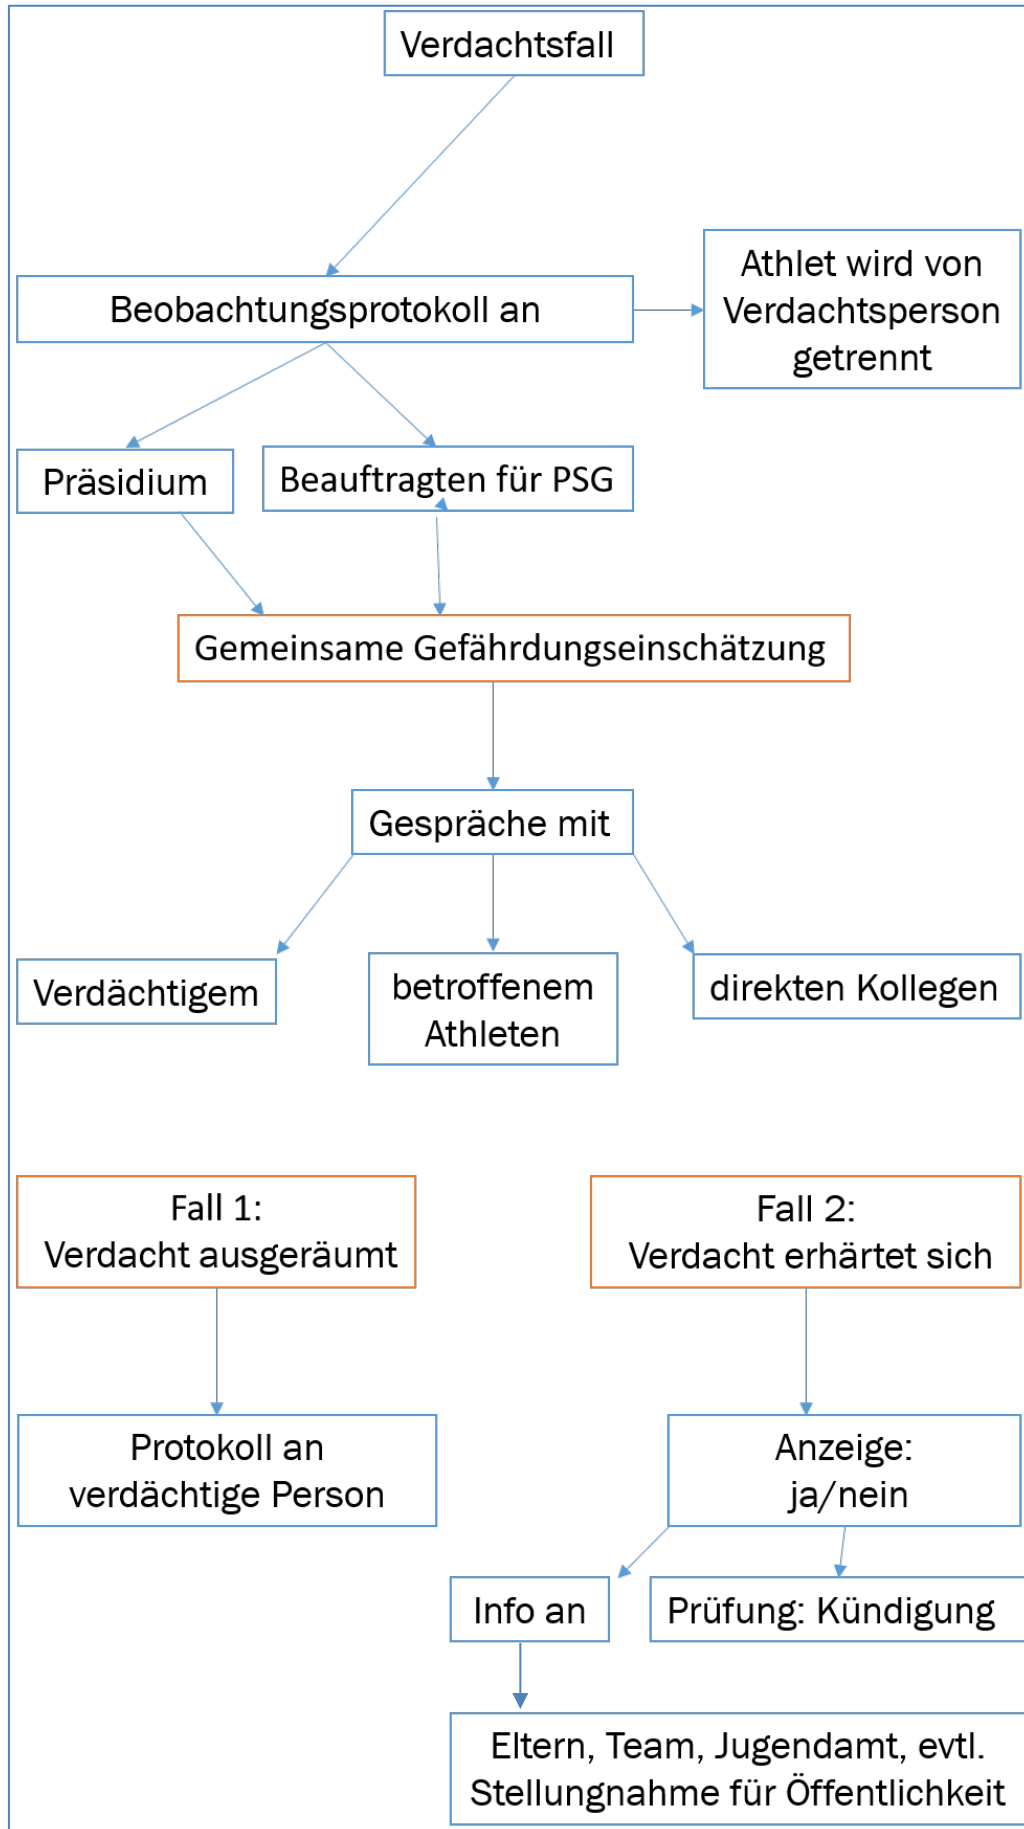 Verdachtsfall
Athlet wird von
Verdachtsperson
getrennt
Beobachtungsprotokoll an
Präsidium
Beauftragten für PSG
Gemeinsame Gefährdungseinschätzung
Gespräche mit
Verdächtigem
betroffenem
Athleten
direkten Kollegen
Fall 1:
Verdacht ausgeräumt
Fall 2:
Verdacht erhärtet sich
Protokoll an
verdächtige Person
Anzeige:
ja/nein
Info an
Prüfung: Kündigung
Eltern, Team, Jugendamt, evtl.
Stellungnahme für Öffentlichkeit